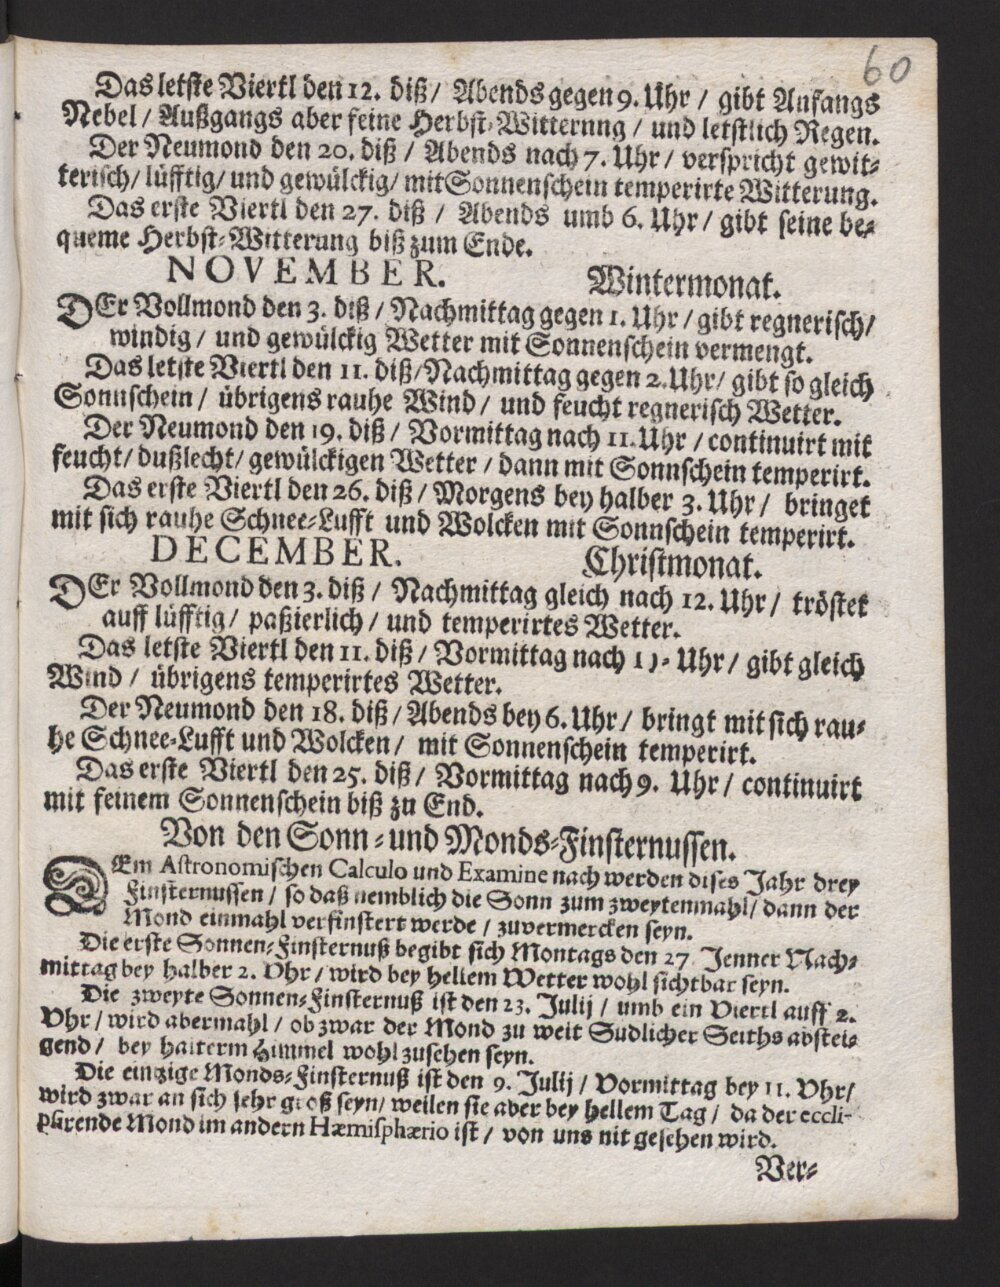 60
Das letste Viertl den 12. diß / Abends gegen 9. Uhr / gibt Anfangs
Nebel / Außgangs aber feine Herbst-Witterung / und letstlich Regen.
Der Neumond den 20. diß / Abends nach 7. Uhr / verspricht gewit-
terisch / lüfftig / und gewülckig / mit Sonnenschein temperirte Witterung.
Das erste Viertl den 27. diß / Abends umb 6. Uhr / gibt seine be-
queme Herbst-Witterung biß zum Ende.
NOVEMBER. Wintermonat.
DEr Vollmond den 3. diß / Nachmittag gegen 1. Uhr / gibt regnerisch /
windig / und gewülckig Wetter mit Sonnenschein vermengt.
Das letste Viertl den 11. diß / Nachmittag gegen 2. Uhr / gibt so gleich
Sonnschein / übrigens rauhe Wind / und feucht regnerisch Wetter.
Der Neumond den 19. diß / Vormittag nach 11. Uhr / continuirt mit
feucht / dußlecht / gewülckigen Wetter / dann mit Sonnschein temperirt.
Das erste Viertl den 26. diß / Morgens bey halber 3. Uhr / bringet
mit sich rauhe Schnee-Lufft und Wolcken mit Sonnschein temperirt.
DECEMBER. Christmonat.
DEr Vollmond den 3. diß / Nachmittag gleich nach 12. Uhr / tröstet
auff lüfftig / paßierlich / und temperirtes Wetter.
Das letste Viertl den 11. diß / Vormittag nach 11. Uhr / gibt gleich
Wind / übrigens temperirtes Wetter.
Der Neumond den 18. diß / Abends bey 6. Uhr / bringt mit sich rau-
he Schnee-Lufft und Wolcken / mit Sonnenschein temperirt.
Das erste Viertl den 25. diß / Vormittag nach 9. Uhr / continuirt
mit feinem Sonnenschein biß zu End.
Von den Sonn- und Monds-Finsternussen.
DEm Astronomischen Calculo und Examine nach werden dises Jahr drey
Finsternussen / so daß nemblich die Sonn zum zweytenmahl / dann der
Mond einmahl verfinstert werde / zuvermercken seyn.
Die erste Sonnen-Finsternuß begibt sich Montags den 27 Jenner Nach-
mittag bey halber 2. Vhr / wird bey hellem Wetter wohl sichtbar seyn.
Die zweyte Sonnen-Finsternuß ist den 23. Julij / umb ein Viertl auff 2.
Vhr / wird abermahl / ob zwar der Mond zu weit Sudlicher Seiths abstei-
gend / bey haiterm Himmel wohl zusehen seyn.
Die eintzige Monds-Finsternuß ist den 9. Julij / Vormittag bey 11. Vhr /
wird zwar an sich sehr groß seyn / weilen sie aber bey hellem Tag / da der eccli-
psirende Mond im andern Hæmisphærio ist / von uns nit gesehen wird.
Ver-